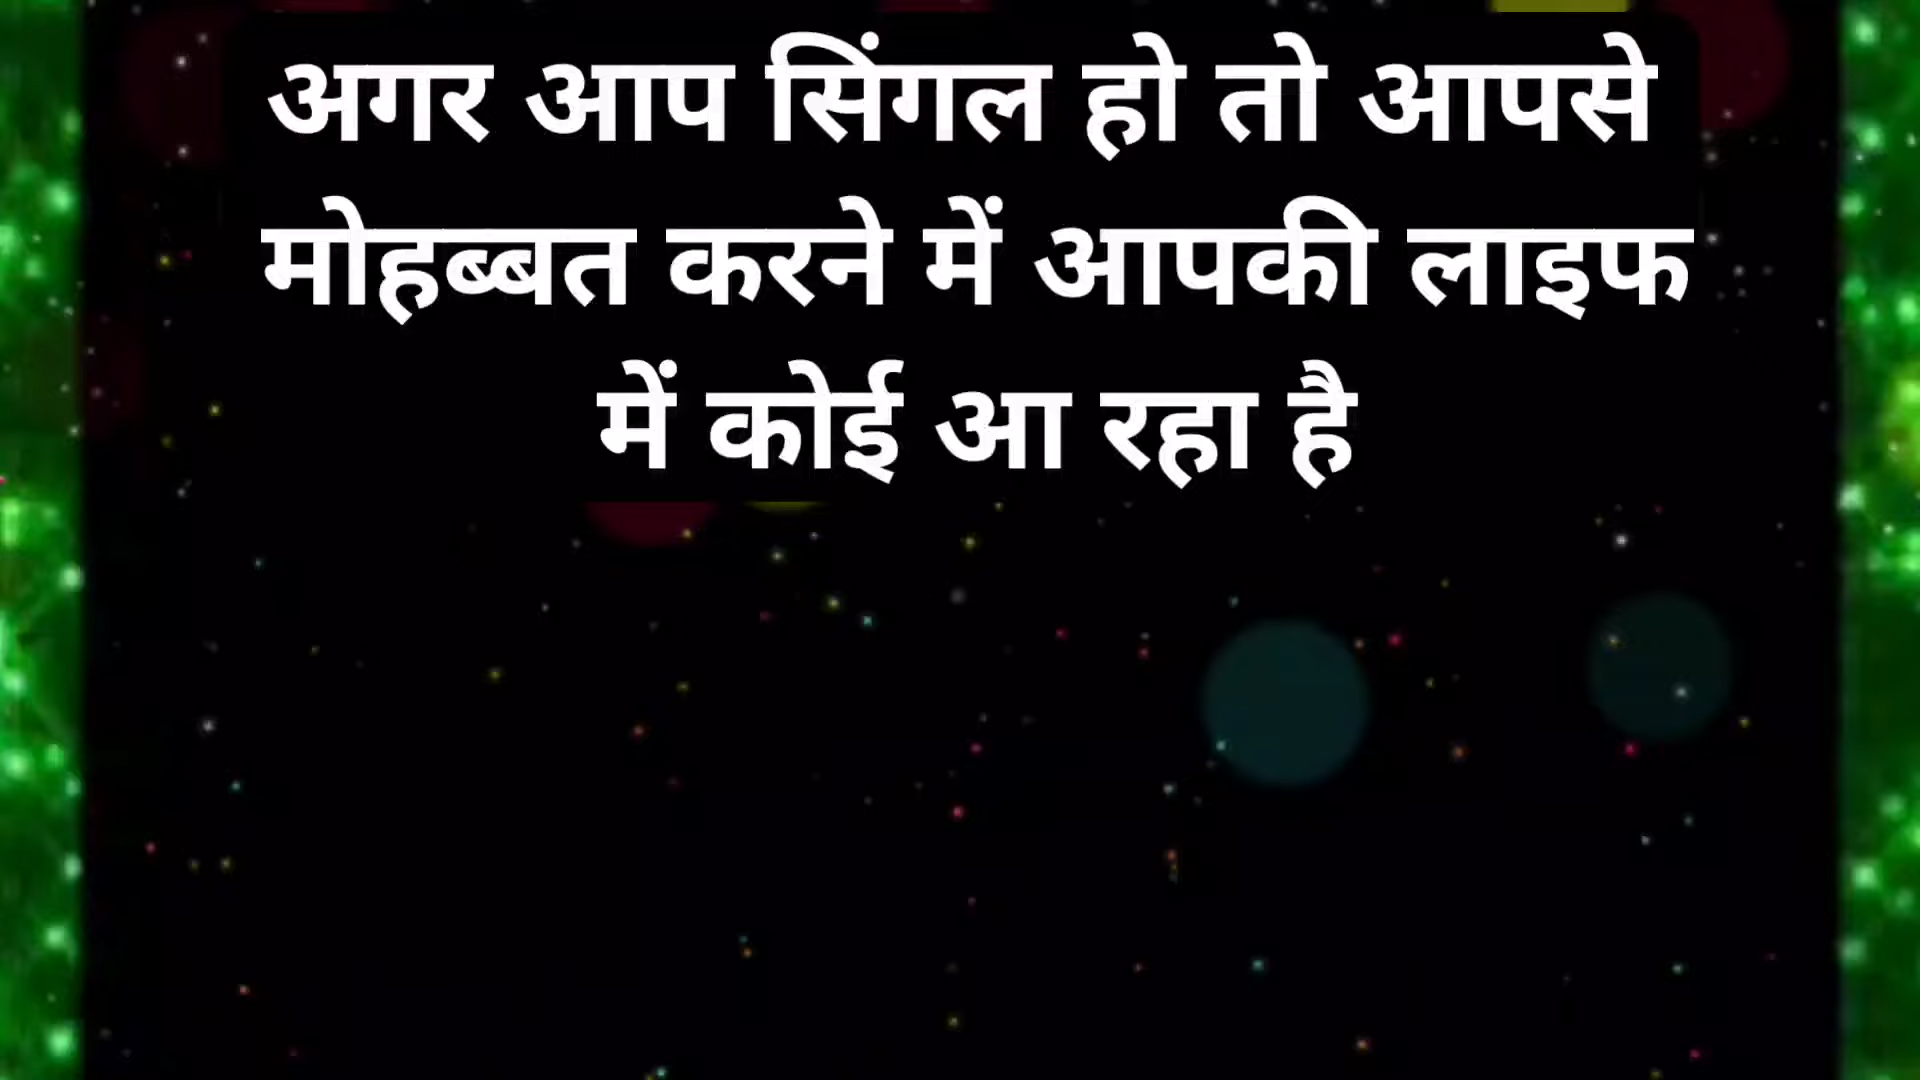 अगर आप सिंगल हो तो आपसे
मोहब्बत करने में आपकी लाइफ
में कोई आ रहा है